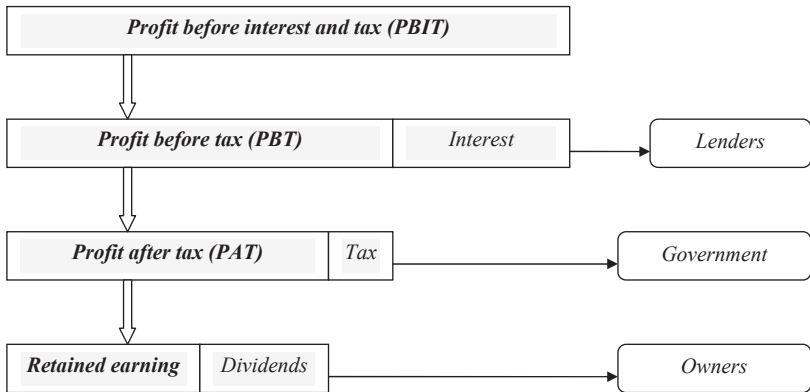 Profit before interest and tax (PBIT)
Profit before tax (PBT) Interest Lenders
Profit after tax (PAT) Tax Government
Retained earning Dividends Owners